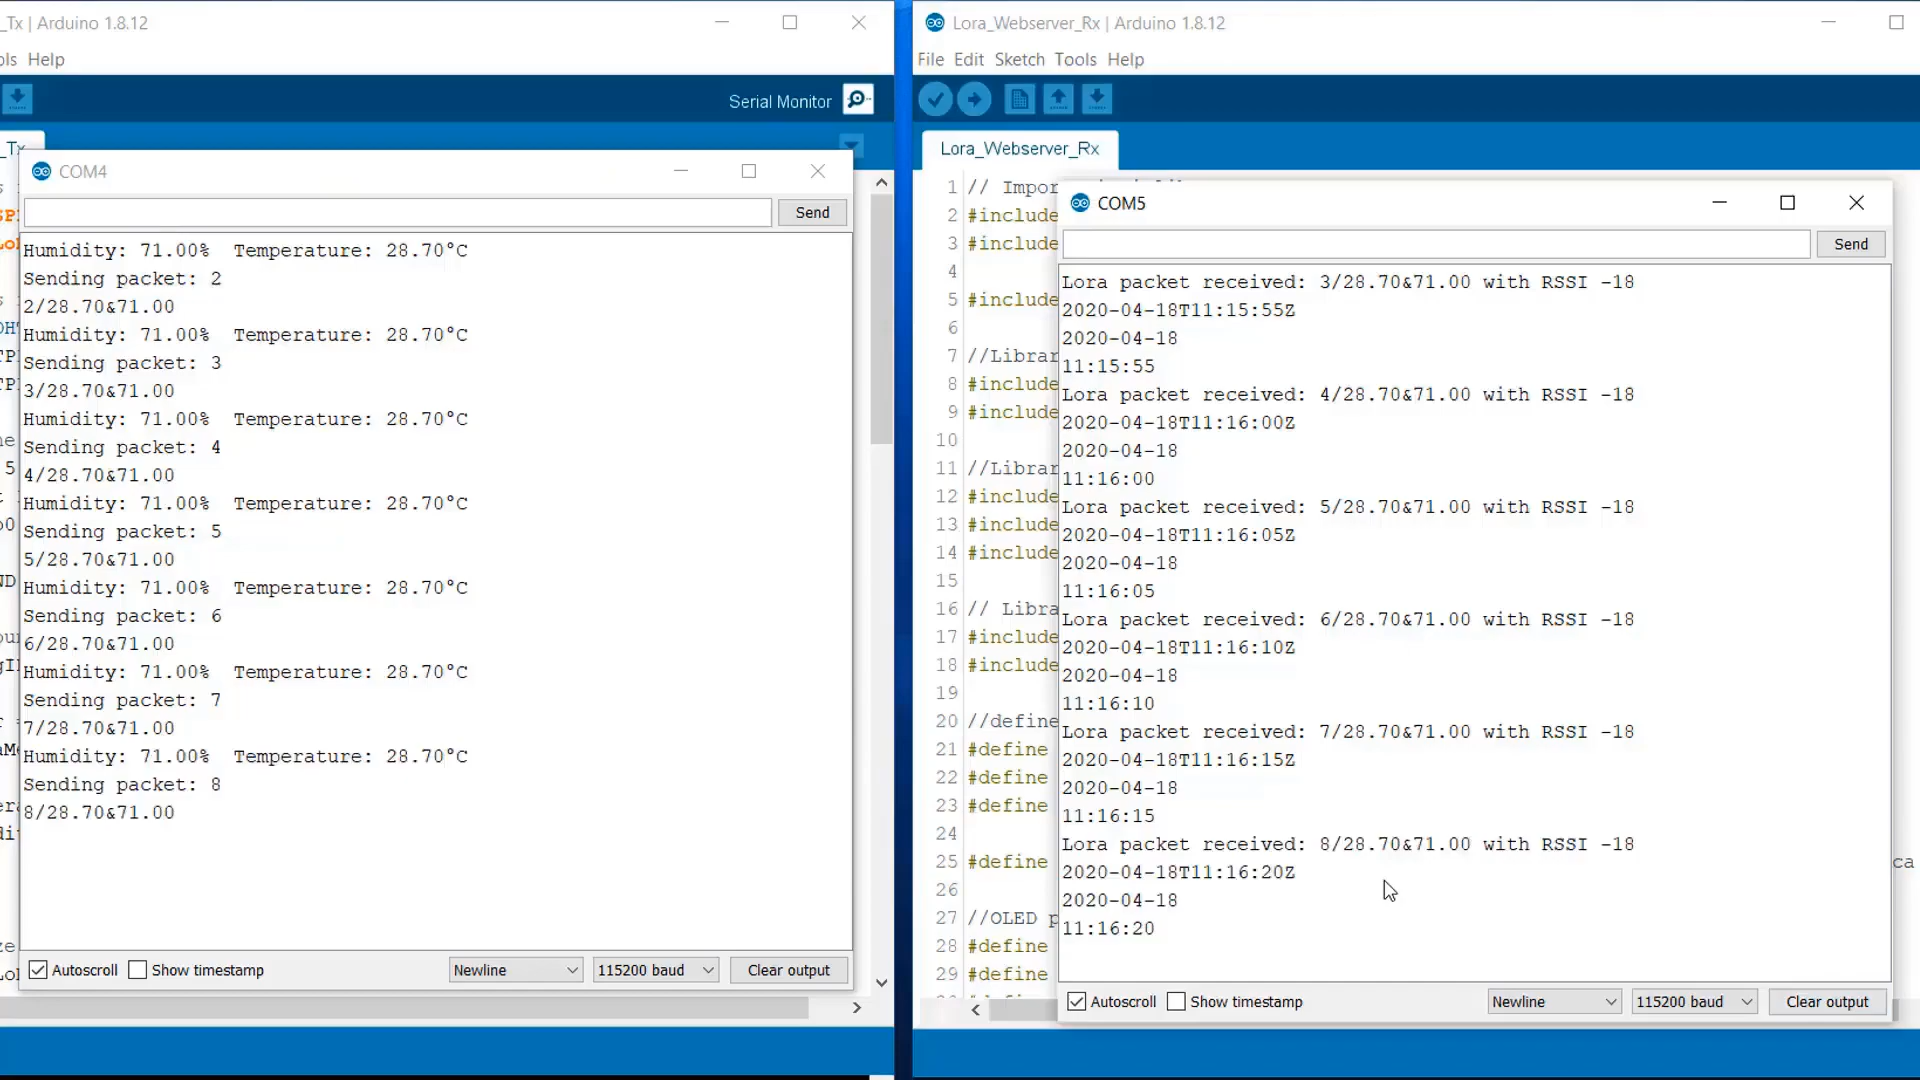 _Tx | Arduino 1.8.12
ols Help
Serial Monitor
_Tx
COM4
Send
Humidity: 71.00%  Temperature: 28.70°C
Sending packet: 2
2/28.70&71.00
Humidity: 71.00%  Temperature: 28.70°C
Sending packet: 3
3/28.70&71.00
Humidity: 71.00%  Temperature: 28.70°C
Sending packet: 4
4/28.70&71.00
Humidity: 71.00%  Temperature: 28.70°C
Sending packet: 5
5/28.70&71.00
Humidity: 71.00%  Temperature: 28.70°C
Sending packet: 6
6/28.70&71.00
Humidity: 71.00%  Temperature: 28.70°C
Sending packet: 7
7/28.70&71.00
Humidity: 71.00%  Temperature: 28.70°C
Sending packet: 8
8/28.70&71.00
Autoscroll Show timestamp Newline 115200 baud Clear output
Lora_Webserver_Rx | Arduino 1.8.12
File Edit Sketch Tools Help
Lora_Webserver_Rx
1 // Impor
2 #include
3 #include
4
5 #include
6
7 //Librar
8 #include
9 #include
10
11 //Librar
12 #include
13 #include
14 #include
15
16 // Libra
17 #include
18 #include
19
20 //define
21 #define
22 #define
23 #define
24
25 #define
26
27 //OLED p
28 #define
29 #define
COM5
Send
Lora packet received: 3/28.70&71.00 with RSSI -18
2020-04-18T11:15:55Z
2020-04-18
11:15:55
Lora packet received: 4/28.70&71.00 with RSSI -18
2020-04-18T11:16:00Z
2020-04-18
11:16:00
Lora packet received: 5/28.70&71.00 with RSSI -18
2020-04-18T11:16:05Z
2020-04-18
11:16:05
Lora packet received: 6/28.70&71.00 with RSSI -18
2020-04-18T11:16:10Z
2020-04-18
11:16:10
Lora packet received: 7/28.70&71.00 with RSSI -18
2020-04-18T11:16:15Z
2020-04-18
11:16:15
Lora packet received: 8/28.70&71.00 with RSSI -18
2020-04-18T11:16:20Z
2020-04-18
11:16:20
Autoscroll Show timestamp Newline 115200 baud Clear output
ca